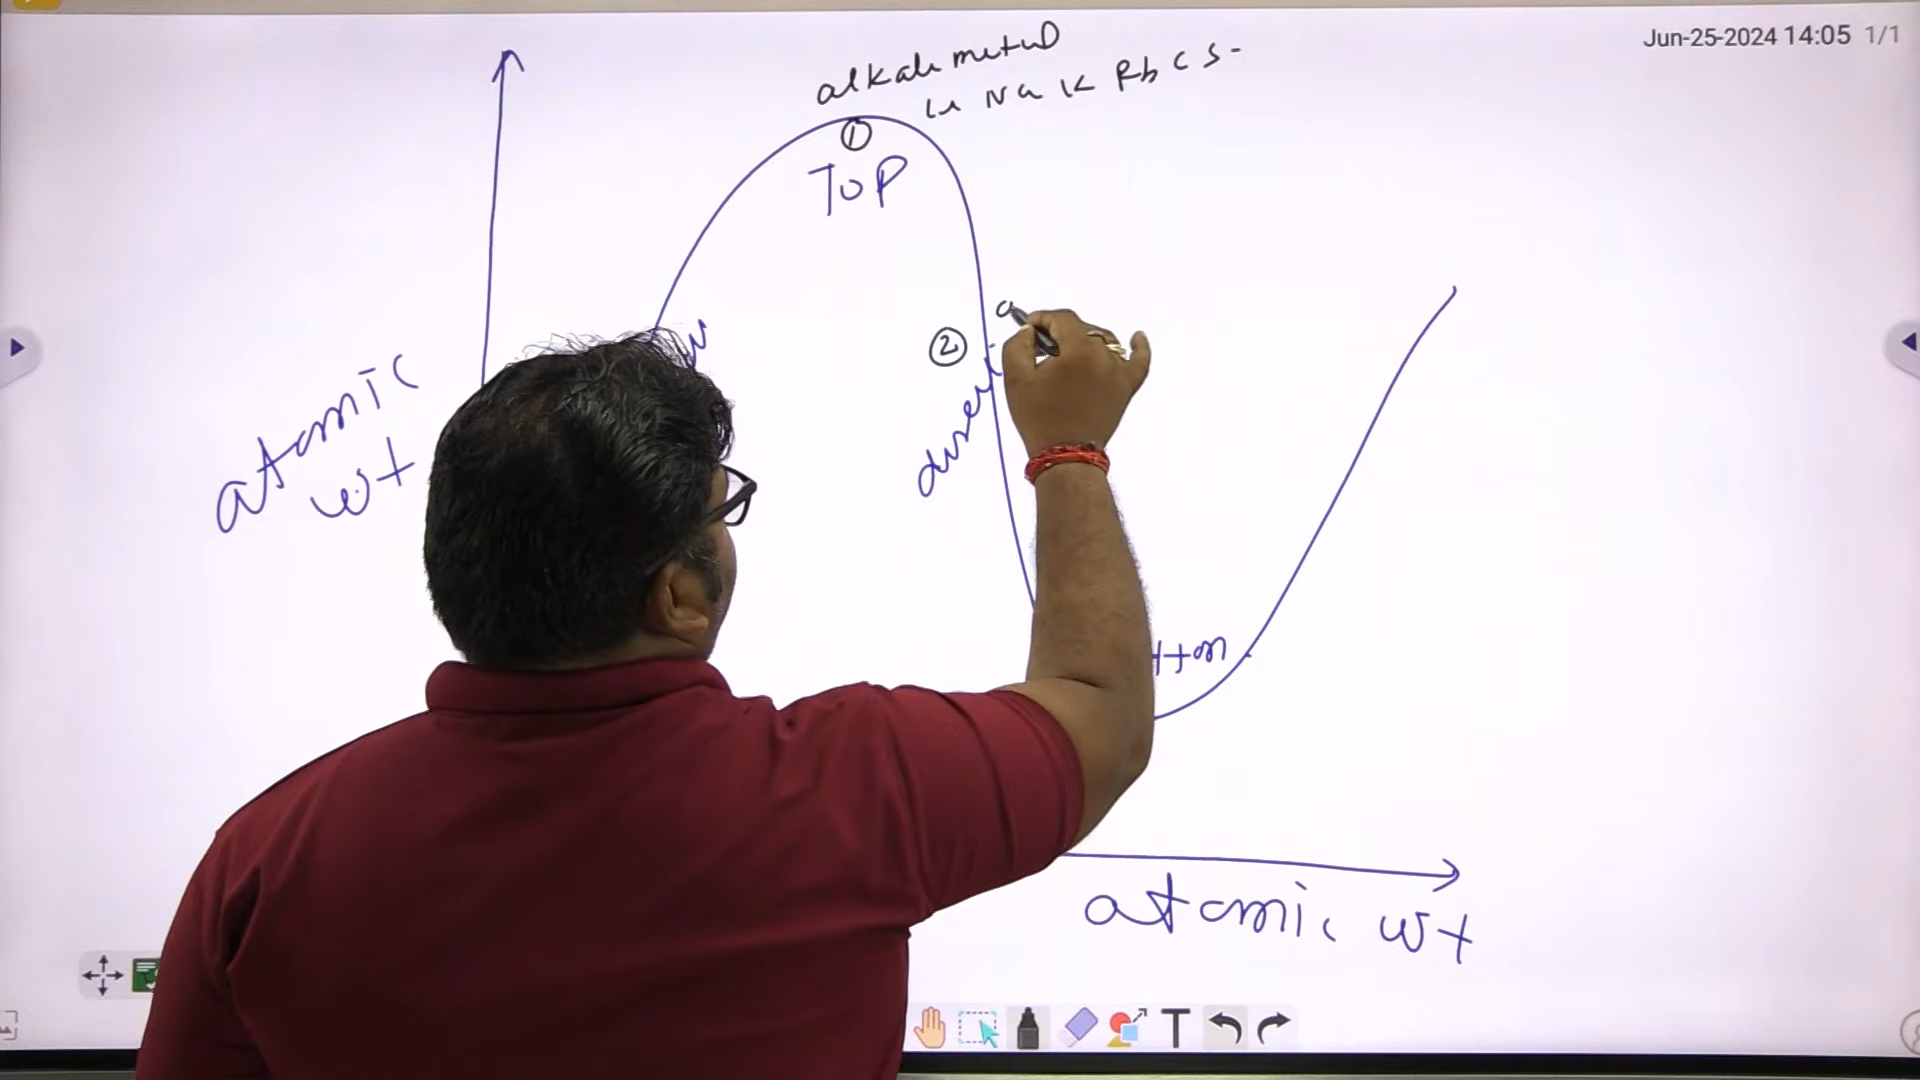 Jun-25-2024 14:05 1/1
alkali metal
Li Na K Rb Cs-
①
TOP
②
a
atomic
wt
ttom
atomic wt
T